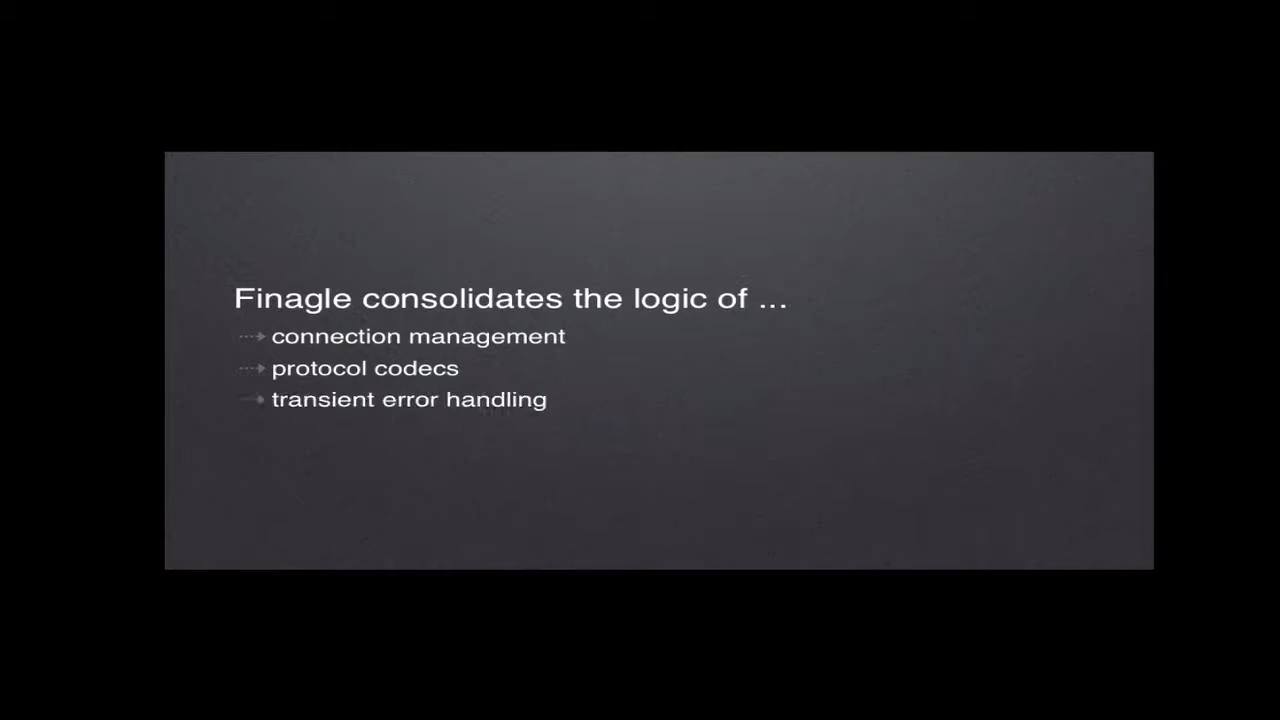 Finagle consolidates the logic of ...
connection management
protocol codecs
transient error handling